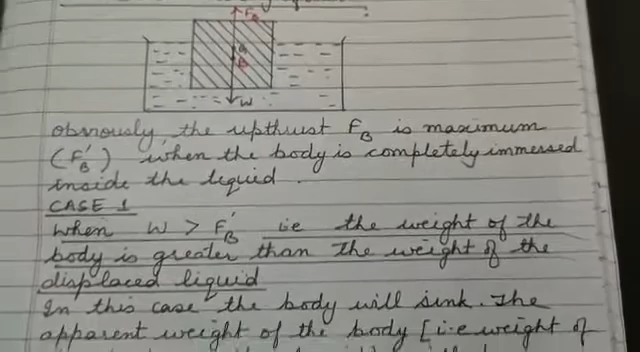 F_B
G
B
W
obviously, the upthrust F_B is maximum
(F'_B) when the body is completely immersed
inside the liquid.
CASE 1
When W > F'_B i.e the weight of the
body is greater than the weight of the
displaced liquid
In this case the body will sink. The
apparent weight of the body [i.e weight of